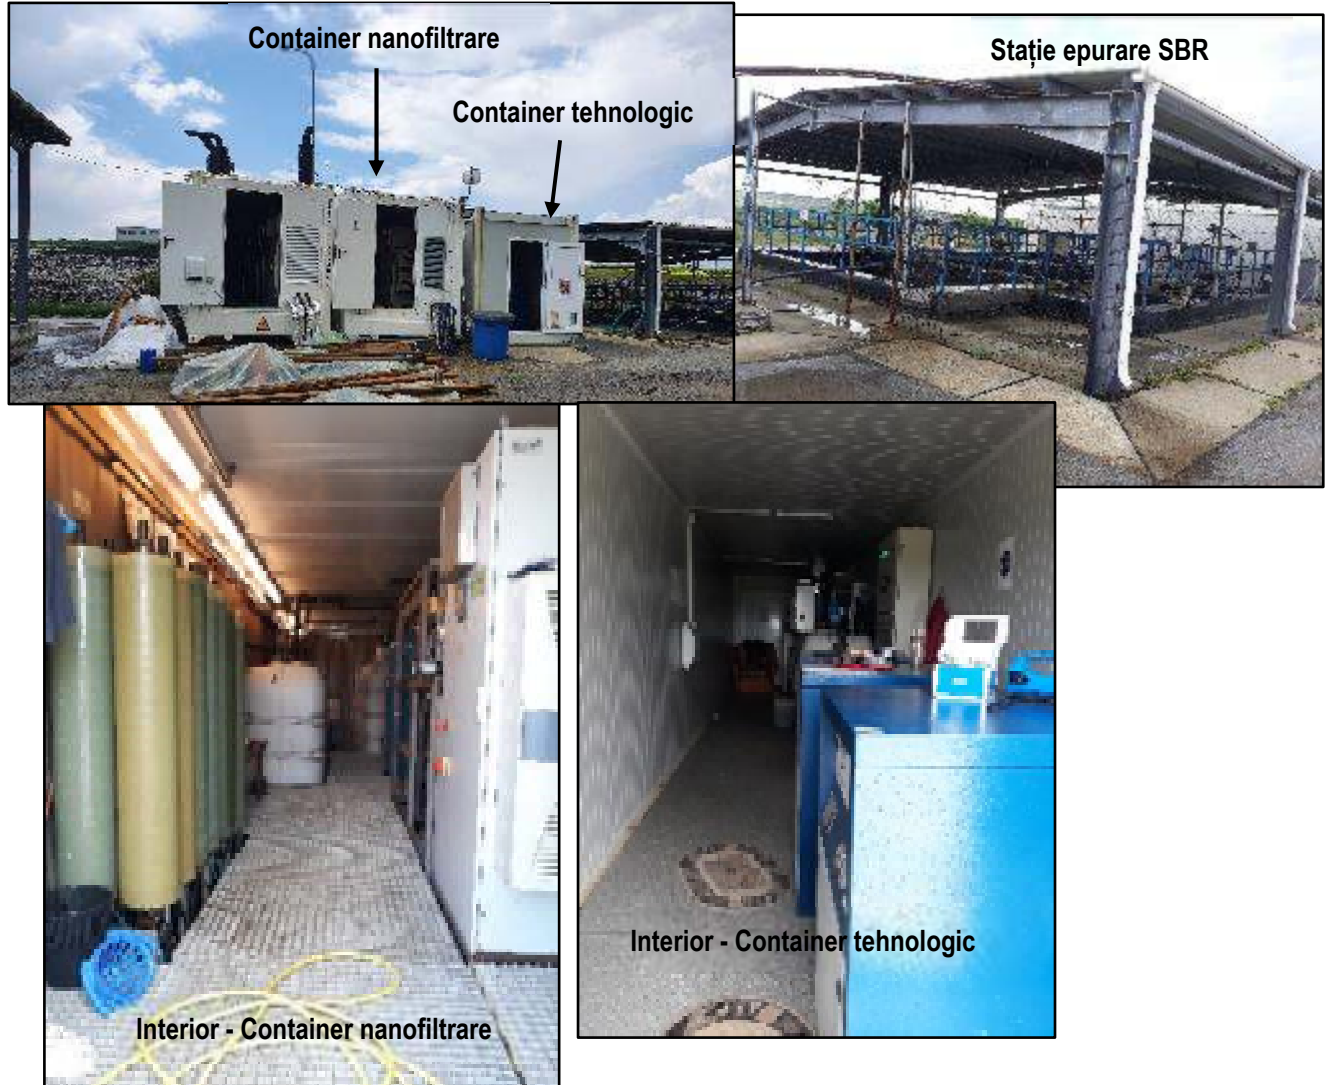 Container nanofiltrare
Container tehnologic
Stație epurare SBR
Interior - Container tehnologic
Interior - Container nanofiltrare